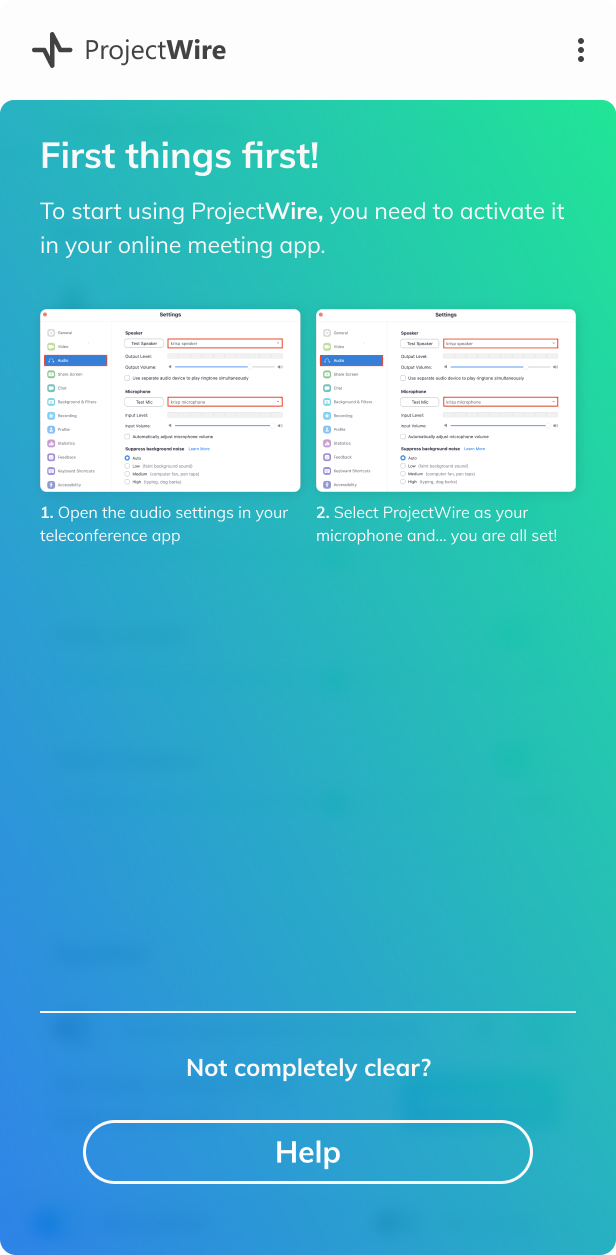 ProjectWire
First things first!
To start using ProjectWire, you need to activate it
in your online meeting app.
Settings
General
Video
Audio
Share Screen
Chat
Background & Filters
Recording
Profile
Statistics
Feedback
Keyboard Shortcuts
Accessibility
Speaker
Test Speaker krisp speaker
Output Level:
Output Volume:
Use separate audio device to play ringtone simultaneously
Microphone
Test Mic krisp microphone
Input Level:
Input Volume:
Automatically adjust microphone volume
Suppress background noise Learn More
Auto
Low (faint background sound)
Medium (computer fan, pen taps)
High (typing, dog barks)
Settings
General
Video
Audio
Share Screen
Chat
Background & Filters
Recording
Profile
Statistics
Feedback
Keyboard Shortcuts
Accessibility
Speaker
Test Speaker krisp speaker
Output Level:
Output Volume:
Use separate audio device to play ringtone simultaneously
Microphone
Test Mic krisp microphone
Input Level:
Input Volume:
Automatically adjust microphone volume
Suppress background noise Learn More
Auto
Low (faint background sound)
Medium (computer fan, pen taps)
High (typing, dog barks)
1. Open the audio settings in your
teleconference app
2. Select ProjectWire as your
microphone and... you are all set!
Not completely clear?
Help